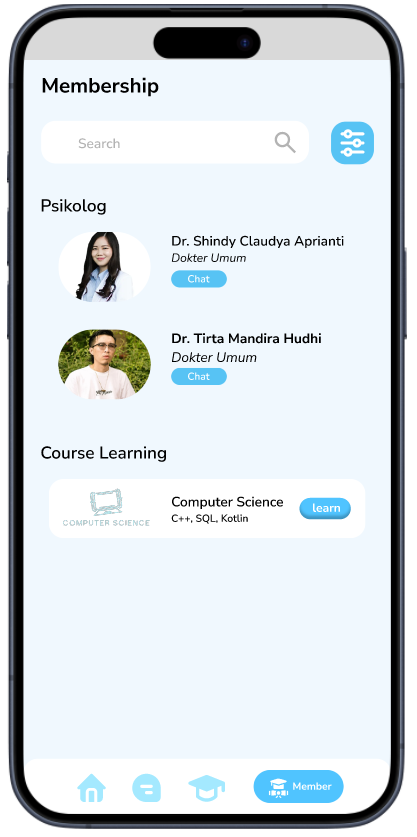 Membership
Search
Psikolog
Dr. Shindy Claudya Aprianti
Dokter Umum
Chat
Dr. Tirta Mandira Hudhi
Dokter Umum
Chat
Course Learning
COMPUTER SCIENCE
Computer Science
C++, SQL, Kotlin
learn
Member